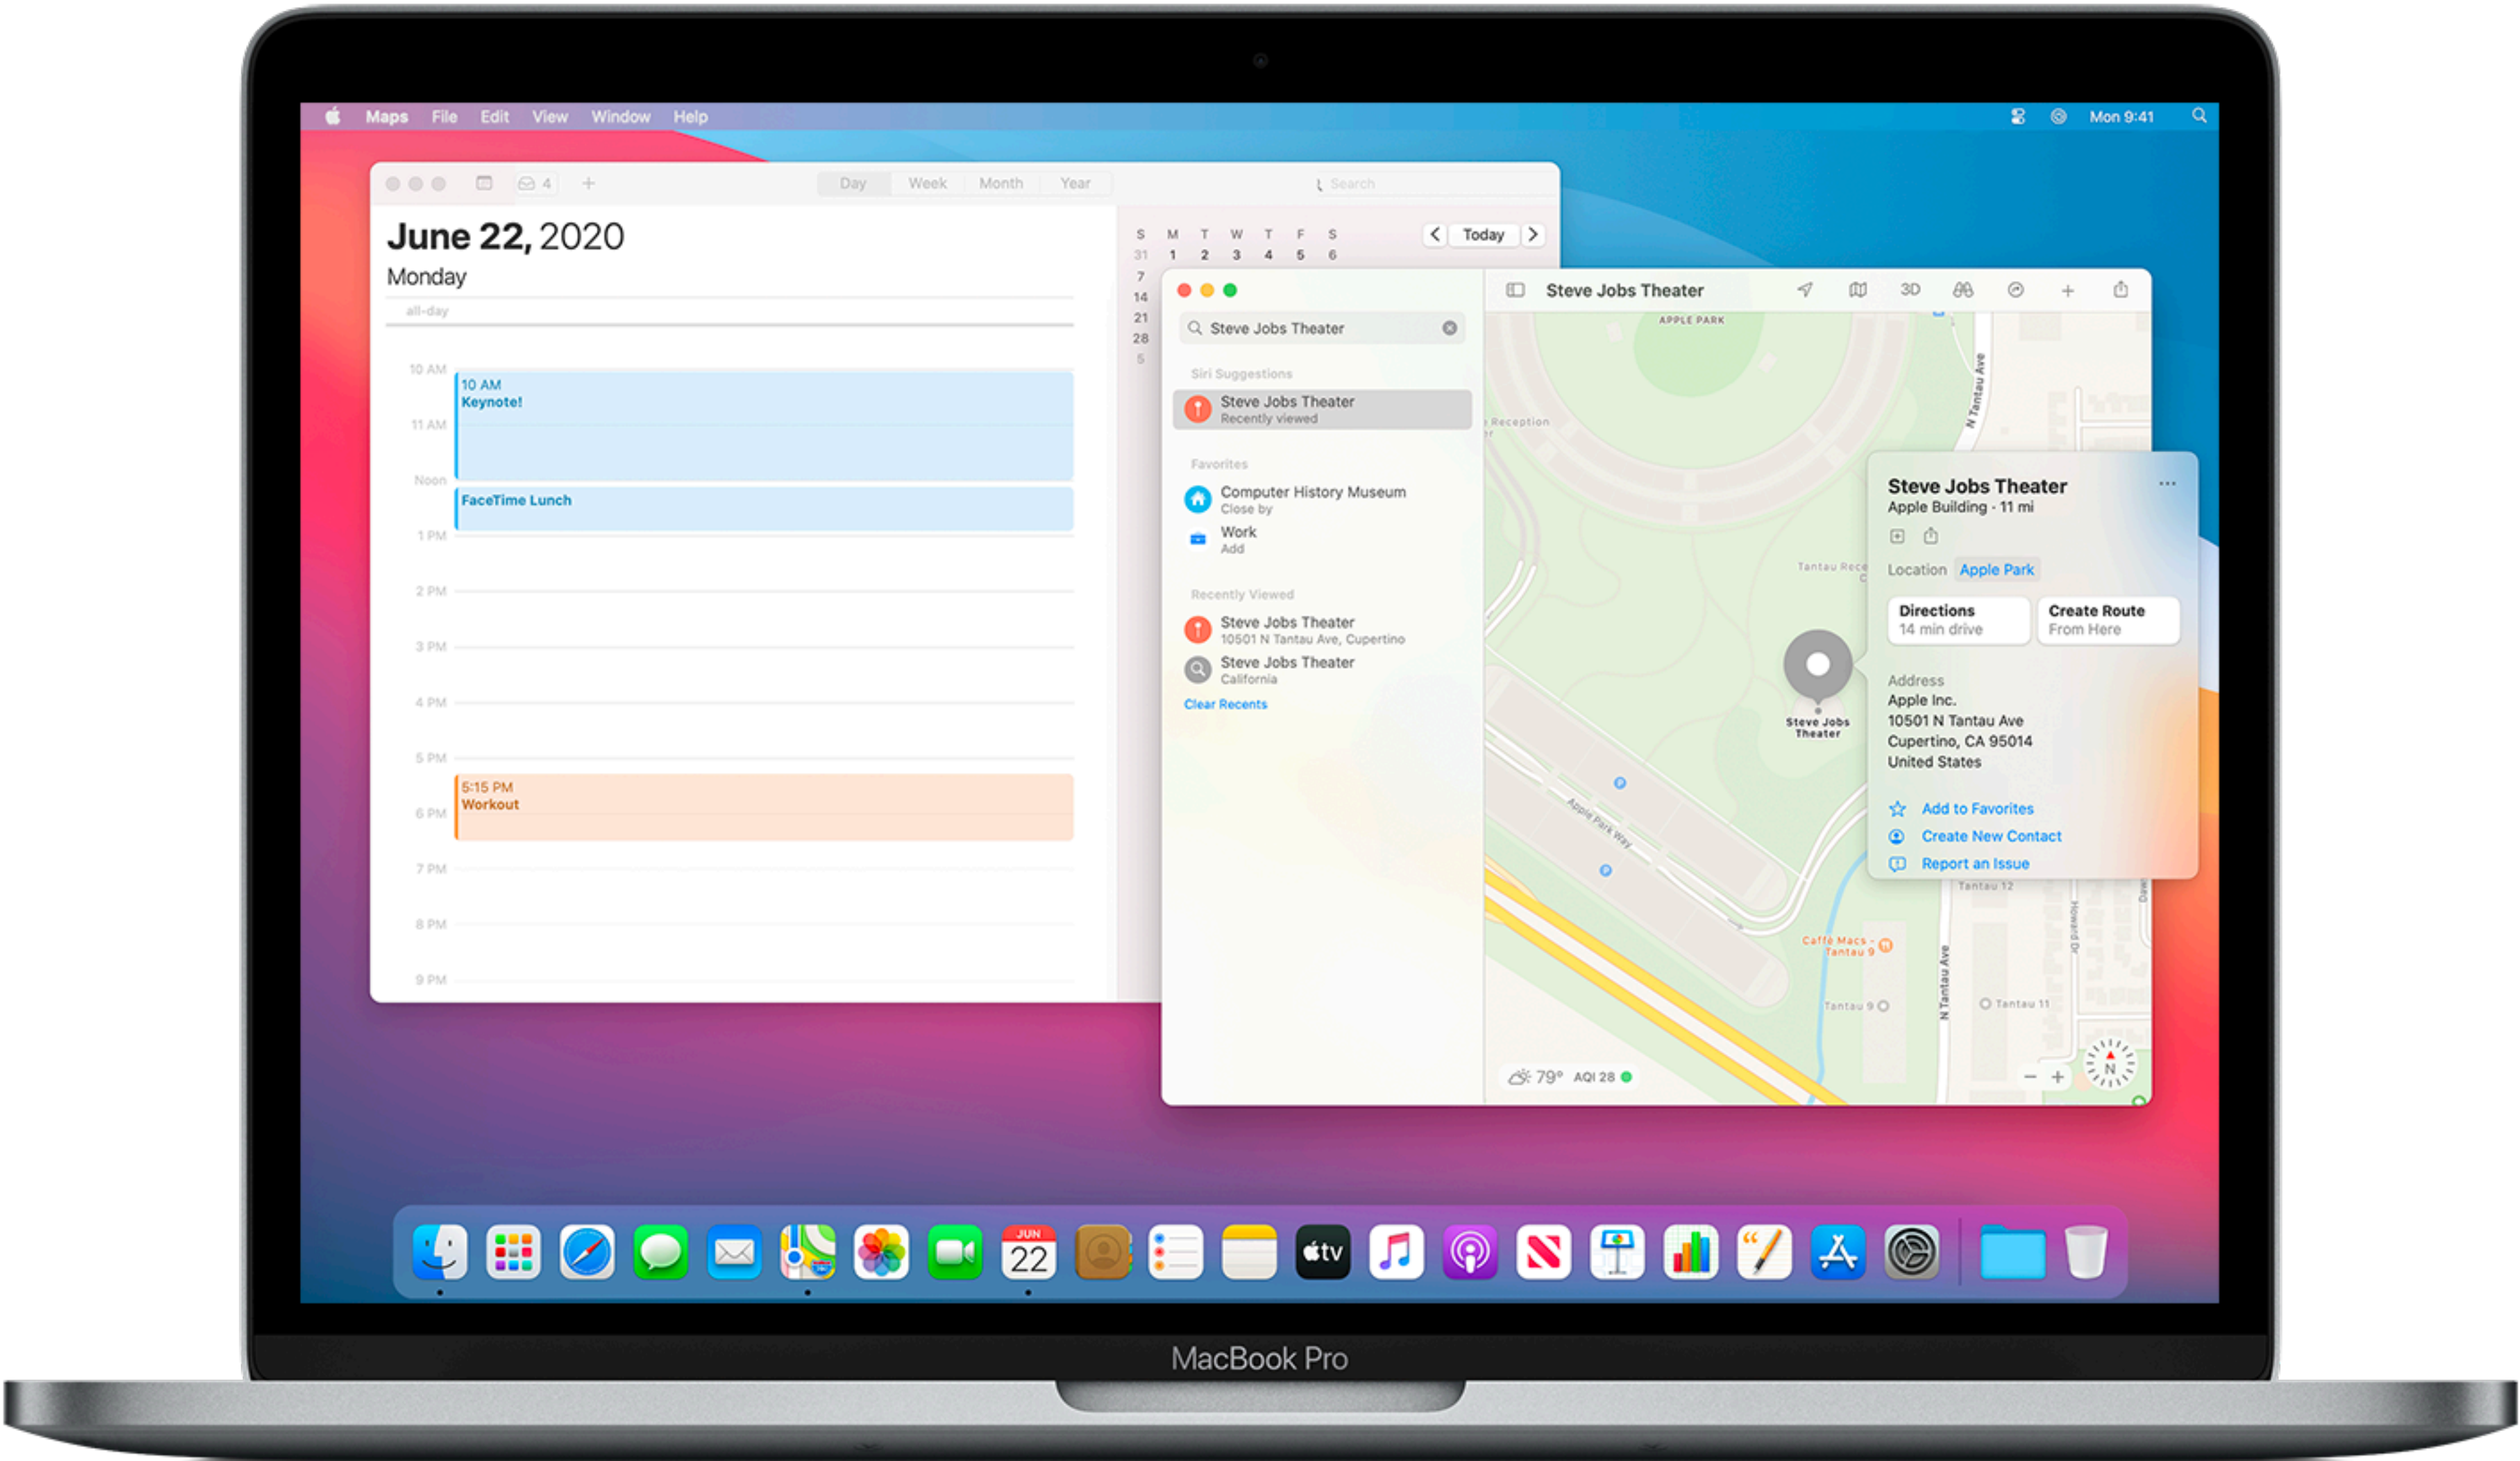 Maps File Edit View Window Help
Mon 9:41
4
Day Week Month Year
Search
June 22, 2020
Monday
all-day
10 AM
10 AM
Keynote!
11 AM
Noon
FaceTime Lunch
1 PM
2 PM
3 PM
4 PM
5 PM
5:15 PM
Workout
6 PM
7 PM
8 PM
9 PM
Today
S M T W T F S
31 1 2 3 4 5 6
7
14
21
28
5
Steve Jobs Theater
Siri Suggestions
Steve Jobs Theater
Recently viewed
Favorites
Computer History Museum
Close by
Work
Add
Recently Viewed
Steve Jobs Theater
10501 N Tantau Ave, Cupertino
Steve Jobs Theater
California
Clear Recents
Steve Jobs Theater
3D
APPLE PARK
N Tantau Ave
Reception
Tantau
Steve Jobs
Theater
Apple Park Way
Caffè Macs -
Tantau 9
Tantau 9
N Tantau Ave
Tantau 11
Tantau 12
Howard Dr
79° AQI 28
N
Steve Jobs Theater
Apple Building · 11 mi
Location Apple Park
Directions
14 min drive
Create Route
From Here
Address
Apple Inc.
10501 N Tantau Ave
Cupertino, CA 95014
United States
Add to Favorites
Create New Contact
Report an Issue
JUN
22
tv
MacBook Pro